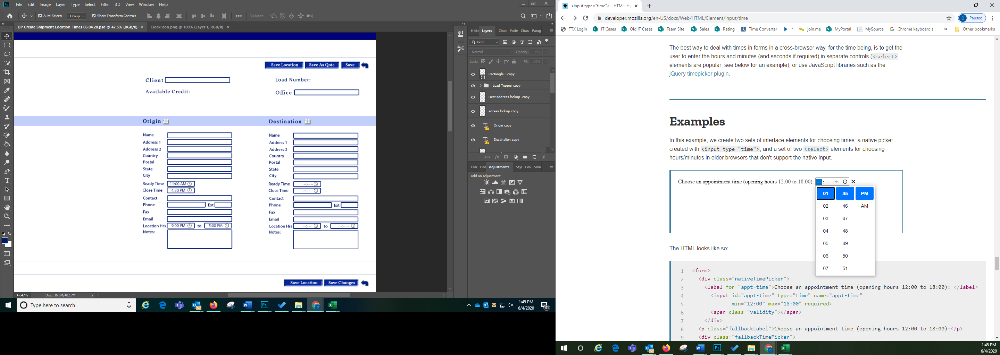 File Edit Image Layer Type Select Filter 3D View Window Help
Auto-Select: Group Show Transform Controls 3D Mode:
DP Create Shipment Location Times 06.04.20.psd @ 47.5% (RGB/8) × Clock icon.png @ 100% (Layer 1, RGB/8) ×
Save Location Save As Qote Save
Client
Load Number:
Available Credit:
Office
Origin
Destination
Name
Address 1
Address 2
Country
Postal
State
City
Ready Time 11:00 AM
Close Time 4:30 PM
Contact
Phone Ext
Fax
Email
Location Hrs 9:00 PM to 5:00 PM
Notes:
Name
Address 1
Address 2
Country
Postal
State
City
Ready Time --:-- --
Close Time --:-- --
Contact
Phone Ext
Fax
Email
Location Hrs --:-- -- to --:-- --
Notes:
Save Location Save Changes
47.47% Doc: 36.5M/482.7M
Layers
Kind
Normal Opacity: 100%
Lock: Fill: 100%
Rectangle 3 copy
Load Topper copy
Dest address lookup copy
adress lookup copy
Origin copy
Destination copy
Adjustments
Add an adjustment
Type here to search
1:45 PM
6/4/2020
31
<input type="time"> - HTML: Hy
developer.mozilla.org/en-US/docs/Web/HTML/Element/input/time
C Paused
TTX Login IT Cases Old IT Cases Team Site Sales Rating Time Converter * join.me MyPortal MySource Chrome keyboard s... » Other bookmarks
The best way to deal with times in forms in a cross-browser way, for the time being, is to get the
user to enter the hours and minutes (and seconds if required) in separate controls (<select>
elements are popular; see below for an example), or use JavaScript libraries such as the
jQuery timepicker plugin.
Examples
In this example, we create two sets of interface elements for choosing times: a native picker
created with <input type="time">, and a set of two <select> elements for choosing
hours/minutes in older browsers that don't support the native input.
Choose an appointment time (opening hours 12:00 to 18:00): --:-- PM
01 45 PM
02 46 AM
03 47
04 48
05 49
06 50
07 51
The HTML looks like so:
1 <form>
2 <div class="nativeTimePicker">
3 <label for="appt-time">Choose an appointment time (opening hours 12:00 to 18:00): </label>
4 <input id="appt-time" type="time" name="appt-time"
5 min="12:00" max="18:00" required>
6 <span class="validity"></span>
7 </div>
8 <p class="fallbackLabel">Choose an appointment time (opening hours 12:00 to 18:00):</p>
9 <div class="fallbackTimePicker">
1:45 PM
6/4/2020